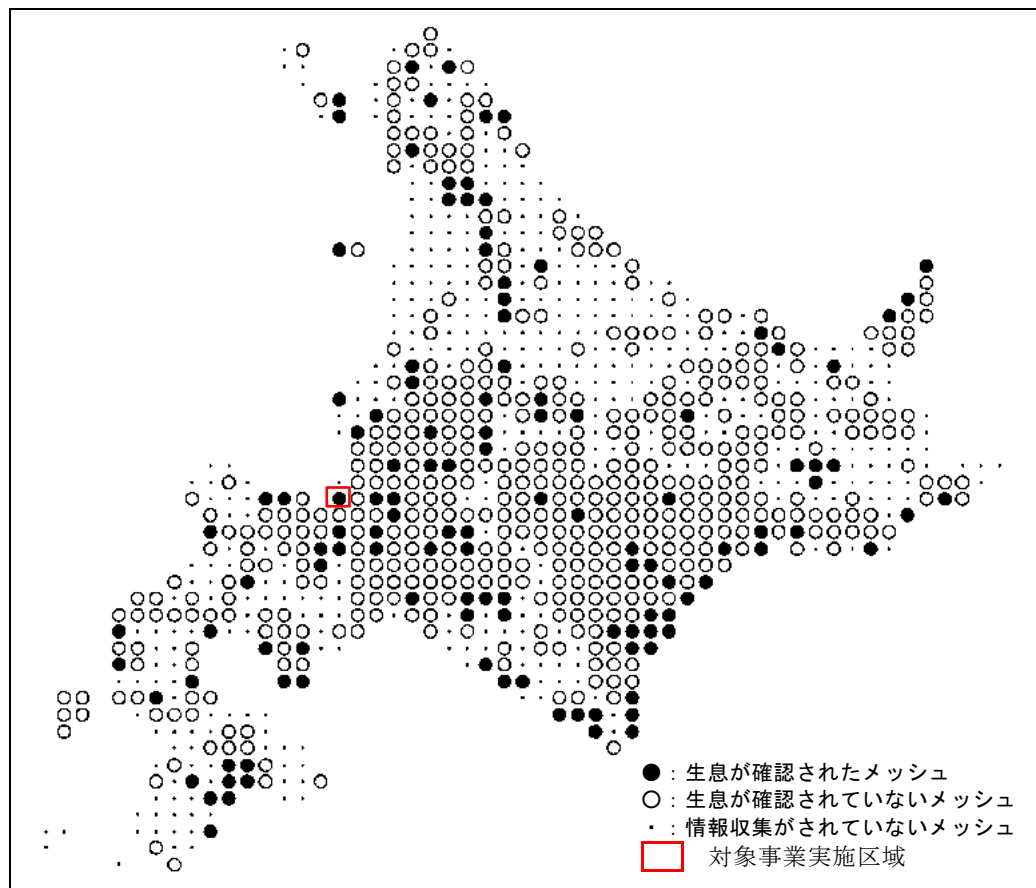 ● : 生息が確認されたメッシュ
○ : 生息が確認されていないメッシュ
・ : 情報収集がされていないメッシュ
対象事業実施区域